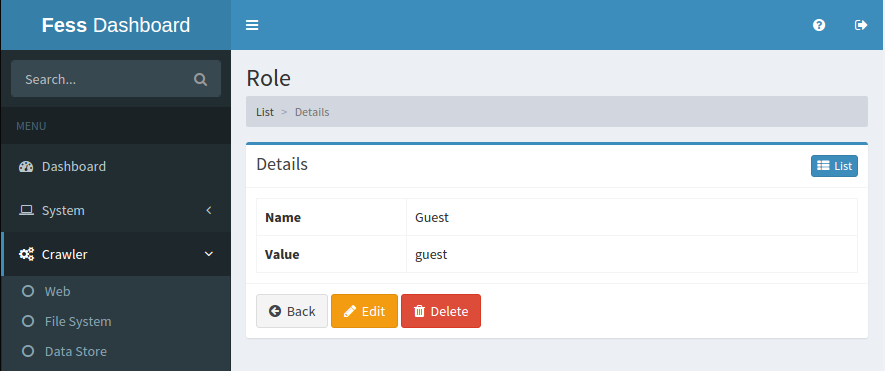 Fess Dashboard
Search...
MENU
Dashboard
System
Crawler
Web
File System
Data Store
Role
List > Details
Details
List
Name Guest
Value guest
Back Edit Delete